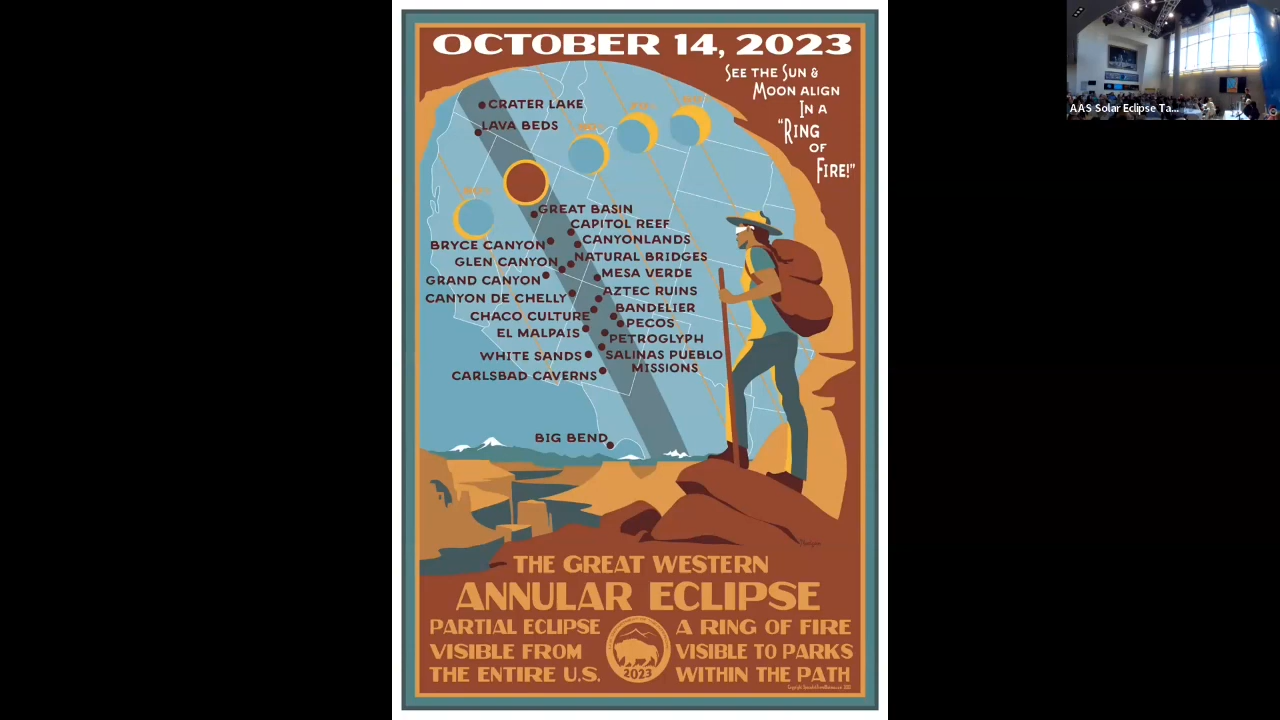 OCTOBER 14, 2023
SEE THE SUN &
MOON ALIGN
IN A
"RING
OF
FIRE!"
CRATER LAKE
LAVA BEDS
GREAT BASIN
CAPITOL REEF
BRYCE CANYON
CANYONLANDS
GLEN CANYON
NATURAL BRIDGES
GRAND CANYON
MESA VERDE
CANYON DE CHELLY
AZTEC RUINS
CHACO CULTURE
BANDELIER
EL MALPAIS
PECOS
PETROGLYPH
WHITE SANDS
SALINAS PUEBLO
MISSIONS
CARLSBAD CAVERNS
BIG BEND
THE GREAT WESTERN
ANNULAR ECLIPSE
PARTIAL ECLIPSE
VISIBLE FROM
THE ENTIRE U.S.
2023
A RING OF FIRE
VISIBLE TO PARKS
WITHIN THE PATH
AAS Solar Eclipse Ta...